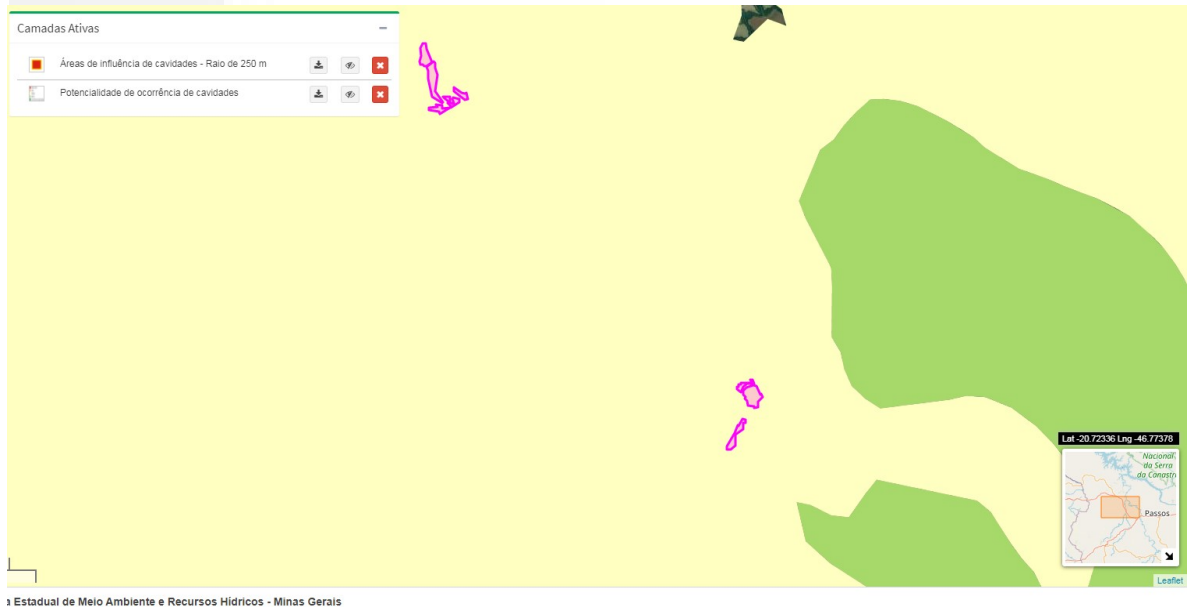 Camadas Ativas
Áreas de influência de cavidades - Raio de 250 m
Potencialidade de ocorrência de cavidades
Lat -20.72336 Lng -46.77378
Nacional
da Serra
da Canastr
Passos
Leaflet
a Estadual de Meio Ambiente e Recursos Hídricos - Minas Gerais